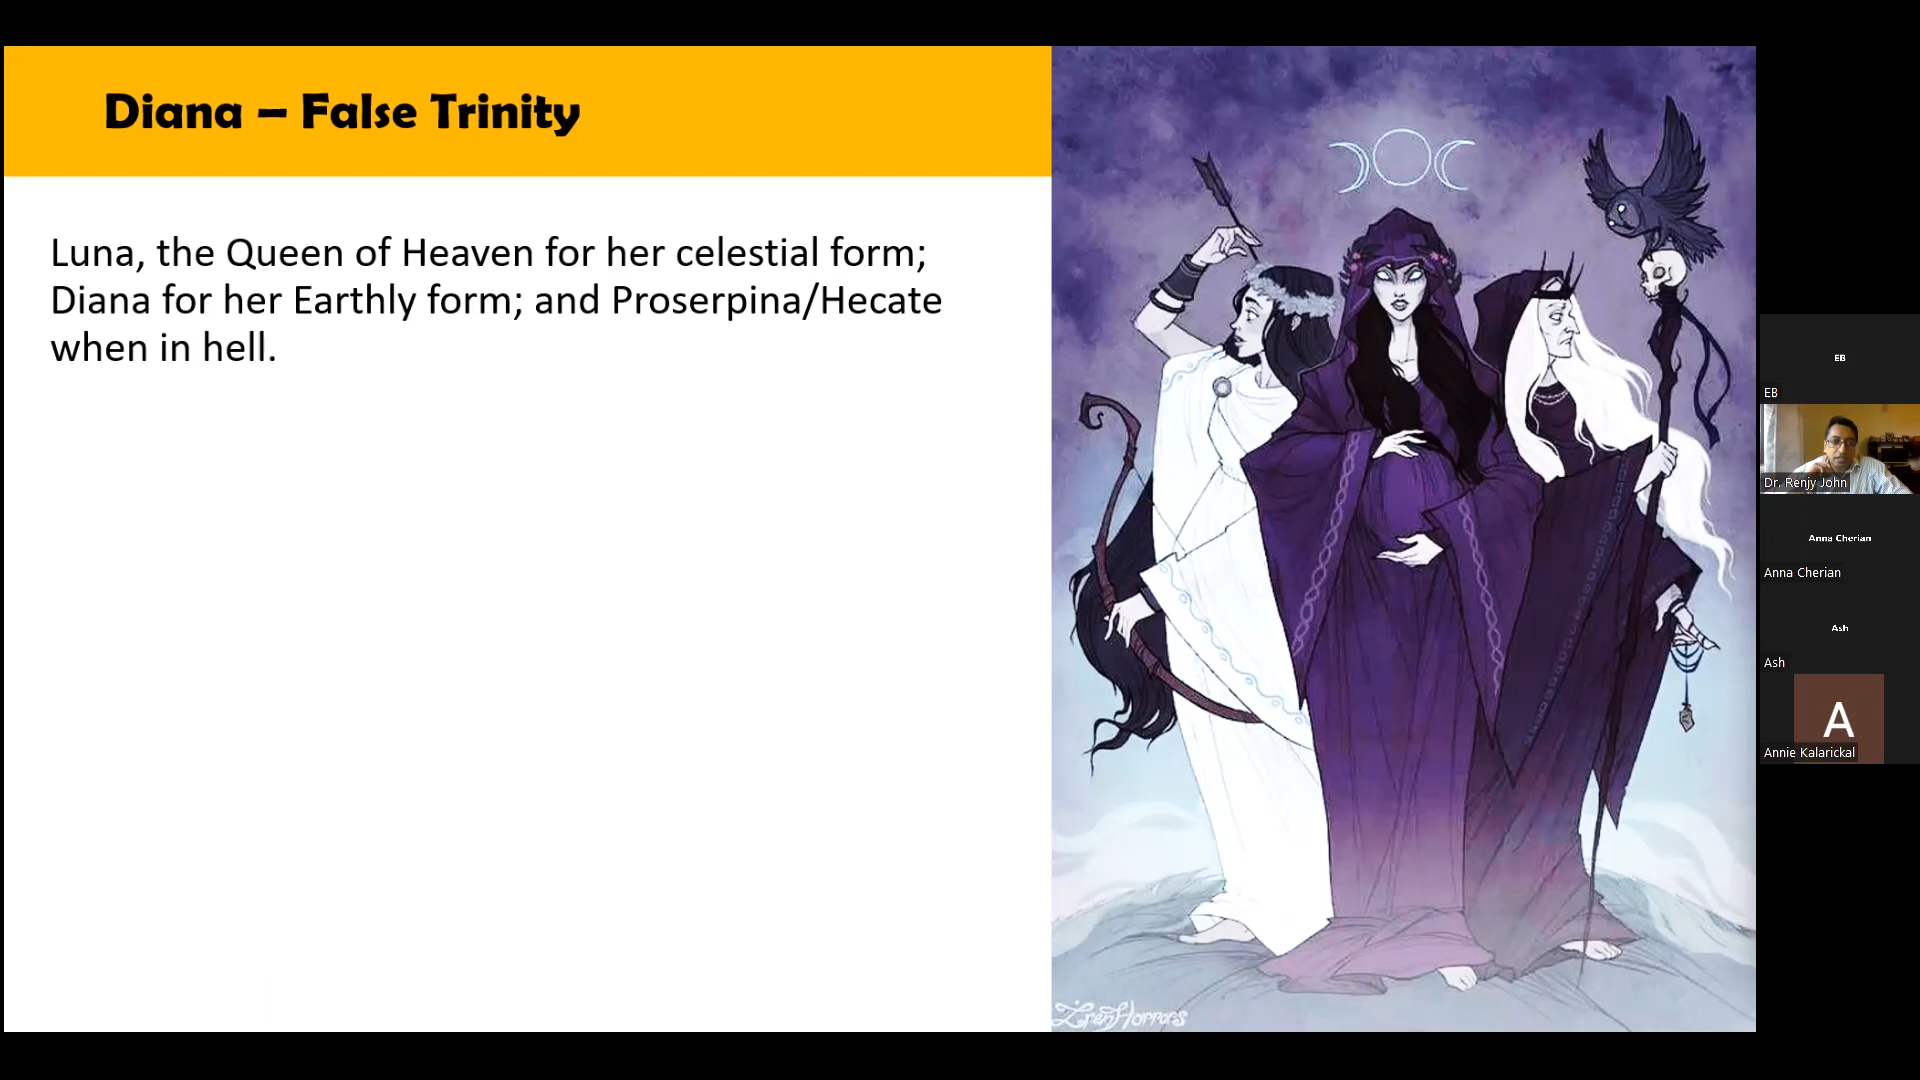 Diana – False Trinity
Luna, the Queen of Heaven for her celestial form;
Diana for her Earthly form; and Proserpina/Hecate
when in hell.
IrenHorrors
EB
EB
Dr. Renjy John
Anna Cherian
Anna Cherian
Ash
Ash
A
Annie Kalarickal